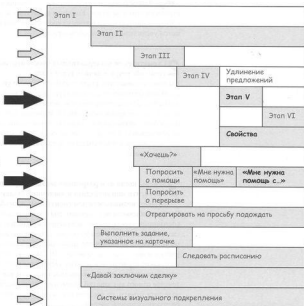 Этап I
Этап II
Этап III
Этап IV
Удлинение
предложений
Этап V
Этап VI
Свойства
«Хочешь?»
Попросить
о помощи
«Мне нужна
помощь»
«Мне нужна
помощь с…»
Попросить
о перерыве
Отреагировать на просьбу подождать
Выполнить задание,
указанное на карточке
Следовать расписанию
«Давай заключим сделку»
Системы визуального подкрепления